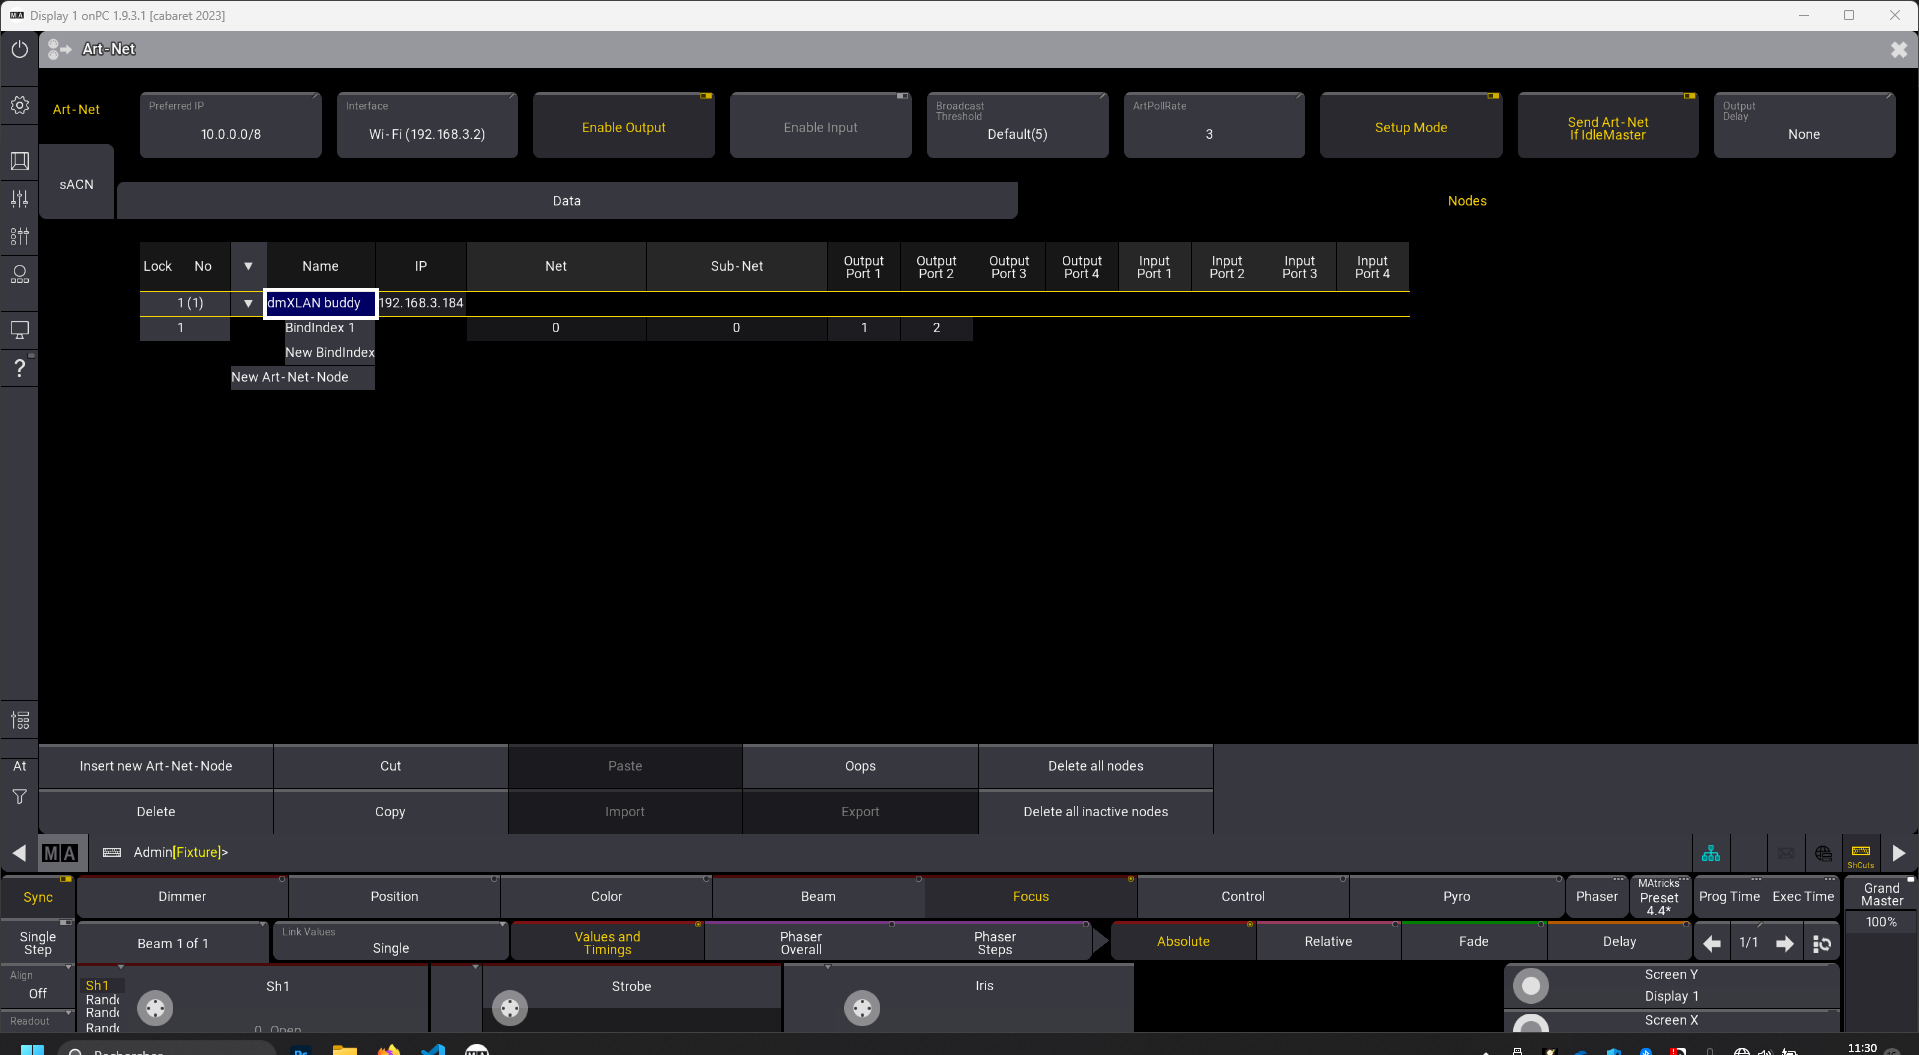 Display 1 onPC 1.9.3.1 [cabaret 2023]
Art-Net
Art-Net
Preferred IP
10.0.0.0/8
Interface
Wi-Fi (192.168.3.2)
Enable Output
Enable Input
Broadcast
Threshold
Default(5)
ArtPollRate
3
Setup Mode
Send Art-Net
If IdleMaster
Output
Delay
None
sACN
Data
Nodes
Lock No ▼ Name IP Net Sub-Net Output Port 1 Output Port 2 Output Port 3 Output Port 4 Input Port 1 Input Port 2 Input Port 3 Input Port 4
1 (1) ▼ dmXLAN buddy 192.168.3.184
1 BindIndex 1 0 0 1 2
New BindIndex
New Art-Net-Node
?
At
Insert new Art-Net-Node Cut Paste Oops Delete all nodes
Delete Copy Import Export Delete all inactive nodes
MA Admin[Fixture]>
ShCuts
Sync Dimmer Position Color Beam Focus Control Pyro Phaser
MAtricks
Preset
4.4*
Prog Time Exec Time
Grand
Master
100%
Single
Step
Beam 1 of 1
Link Values
Single
Values and
Timings
Phaser
Overall
Phaser
Steps
Absolute Relative Fade Delay 1/1
Align
Off
Readout
Sh1
Sh1
Strobe
Iris
0 Open
Screen Y
Display 1
Screen X
Rechercher
11:30